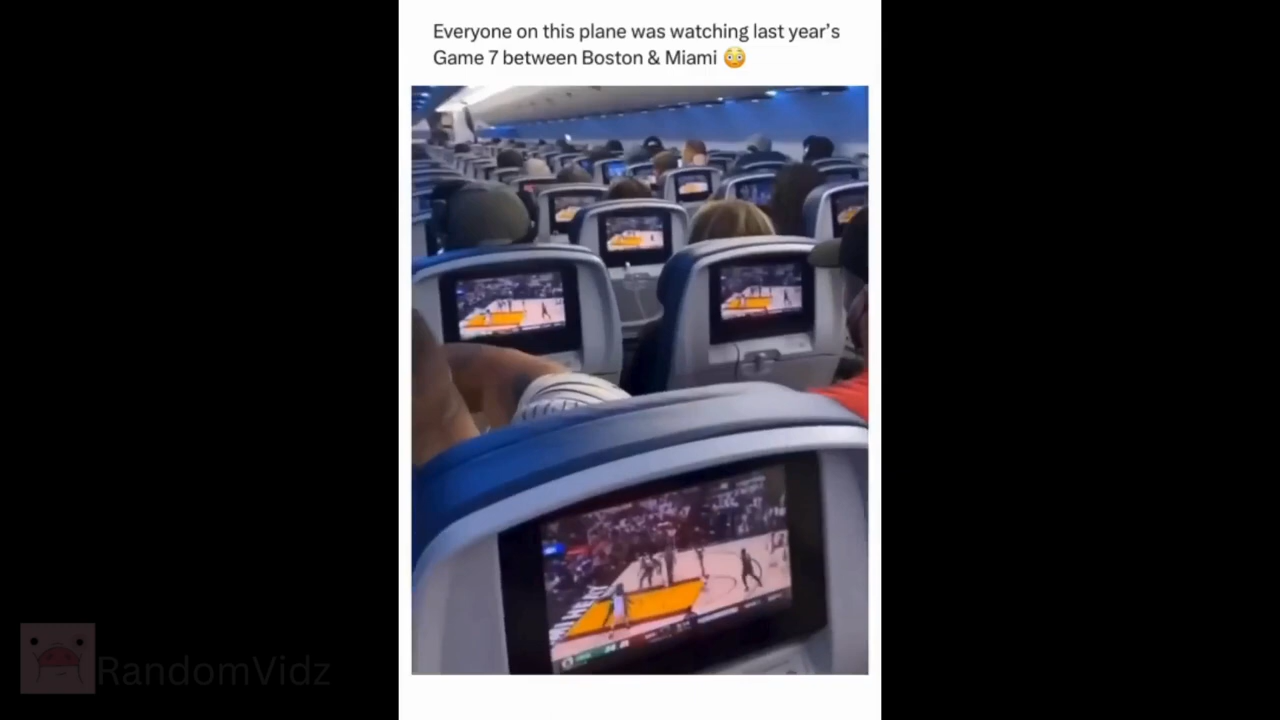 Everyone on this plane was watching last year's
Game 7 between Boston & Miami 😳
RandomVidz